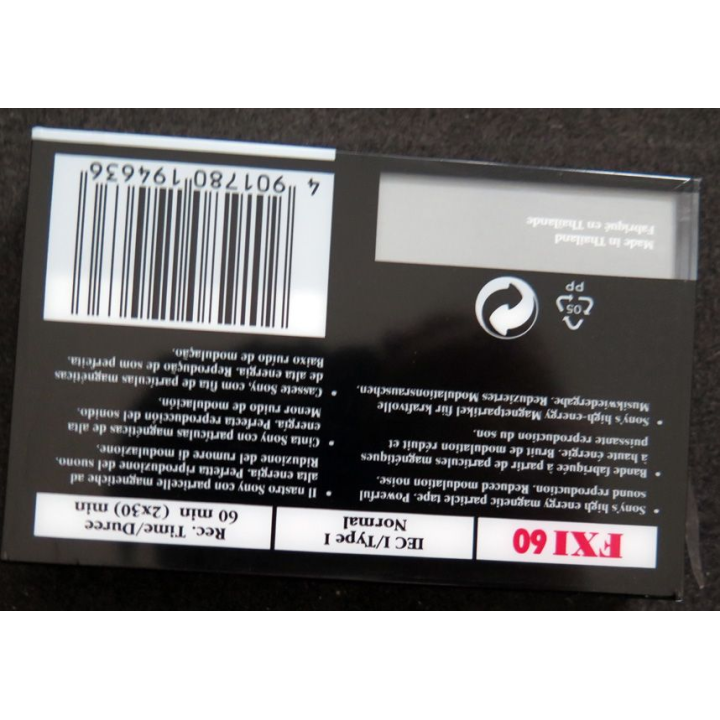 FXI 60
IEC I/Type I
Normal
Rec. Time/Duree
60 min (2x30) min
• Sony's high energy magnetic particle tape. Powerful
sound reproduction. Reduced modulation noise.
• Bande fabriquée à partir de particules magnétiques
à haute énergie. Bruit de modulation réduit et
puissante reproduction du son.
• Sony's high-energy Magnetpartikel für kraftvolle
Musikwiedergabe. Reduziertes Modulationsrauschen.
• Il nastro Sony con particelle magnetiche ad
alta energia. Perfetta riproduzione del suono.
Riduzione del rumore di modulazione.
• Cinta Sony con partículas magnéticas de alta
energía. Perfecta reproducción del sonido.
Menor ruido de modulación.
• Cassete Sony, com fita de partículas magnéticas
de alta energia. Reprodução de som perfeita.
Baixo ruído de modulação.
05
PP
Made in Thailand
Fabriqué en Thaïlande
4 901780 194636